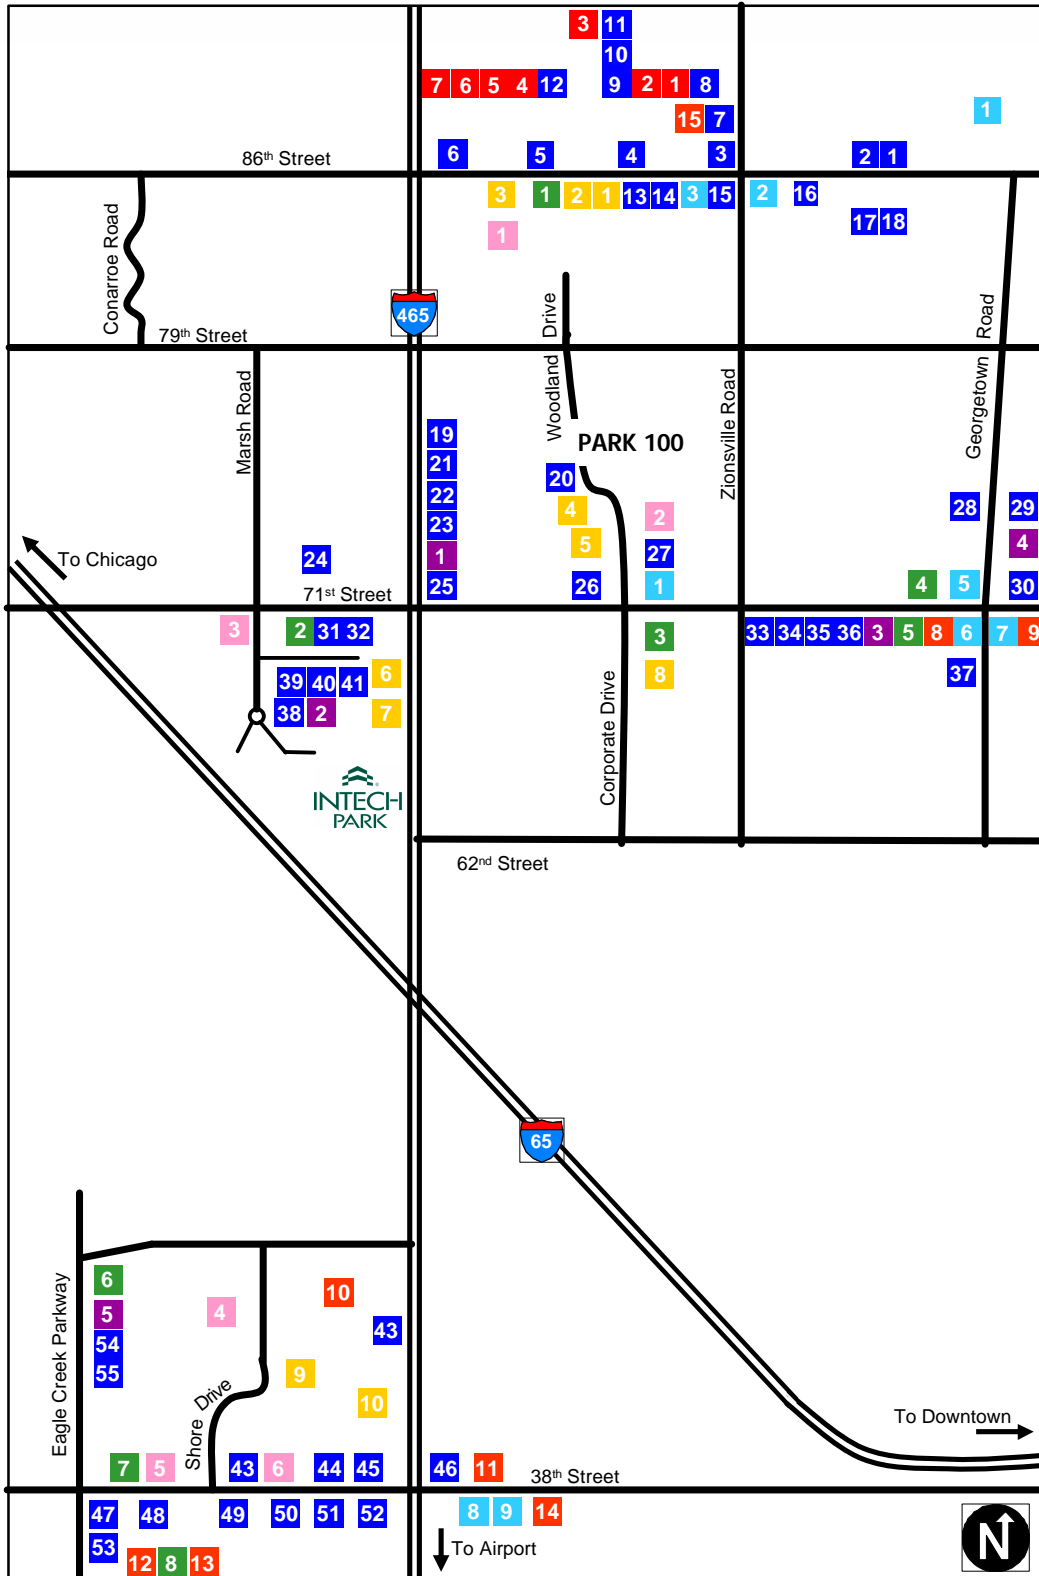 3 11
10
7 6 5 4 12 9 2 1 8
1
15 7
86th Street
6 5 4 3 2 1
3 1 2 1 13 14 3 15 2 16
17 18
1
Conarroe Road
465
79th Street
Woodland Drive
Georgetown Road
Marsh Road
Zionsville Road
19
PARK 100
21
20
22
4
23
5
2
28 29
To Chicago
24
1
27
4
25
26
1
4 5 30
71st Street
3
2 31 32
3
33 34 35 36 3 5 8 6 7 9
39 40 41 6
8
37
38 2 7
Corporate Drive
INTECH
PARK
62nd Street
65
Eagle Creek Parkway
6
10
5
4
43
54
55
9
Shore Drive
10
To Downtown
7 5 43 6 44 45 46 11
38th Street
47 48 49 50 51 52 8 9 14
53
To Airport
12 8 13
N